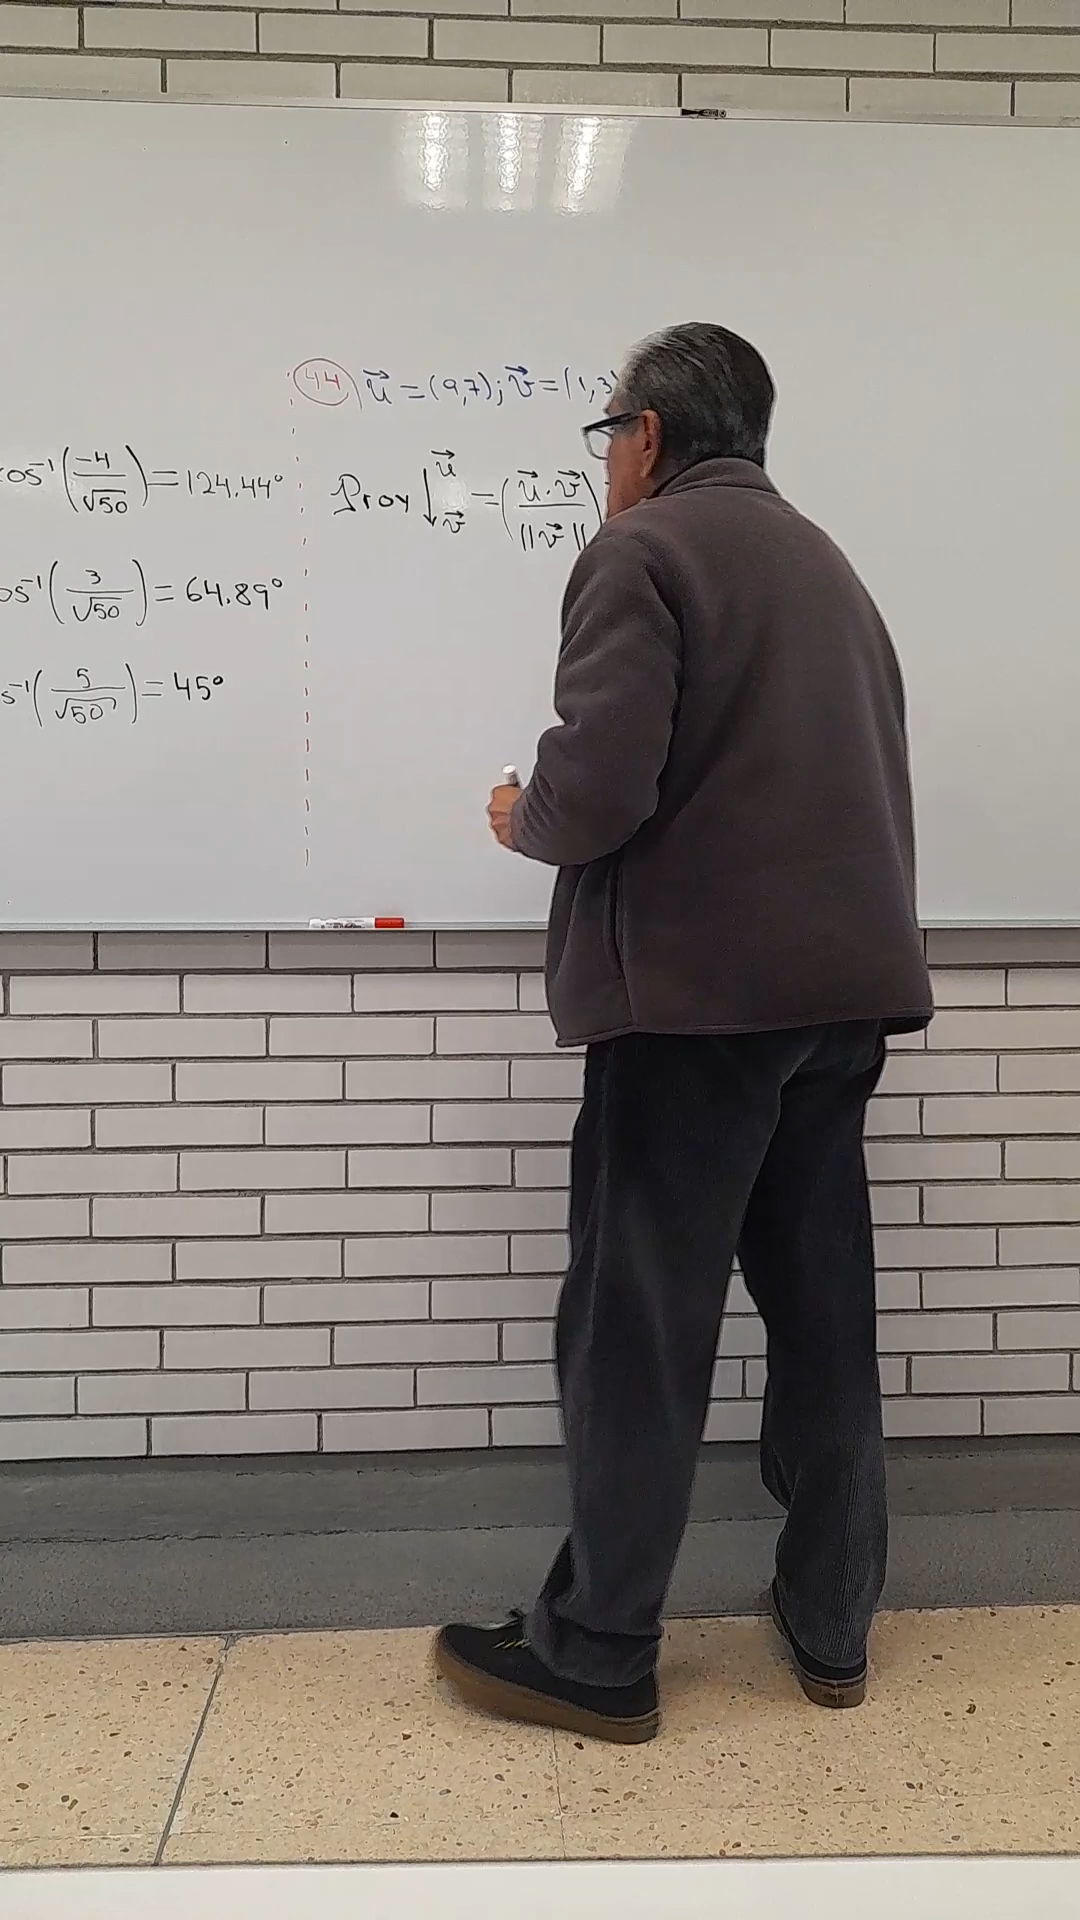 cos⁻¹(-4/√50) = 124.44°
os⁻¹(3/√50) = 64.89°
s⁻¹(5/√50) = 45°
44) u⃗ = (9,7); v⃗ = (1,3
Proy ↓ u⃗ v⃗ = (u⃗ · v⃗ / ||v⃗||)